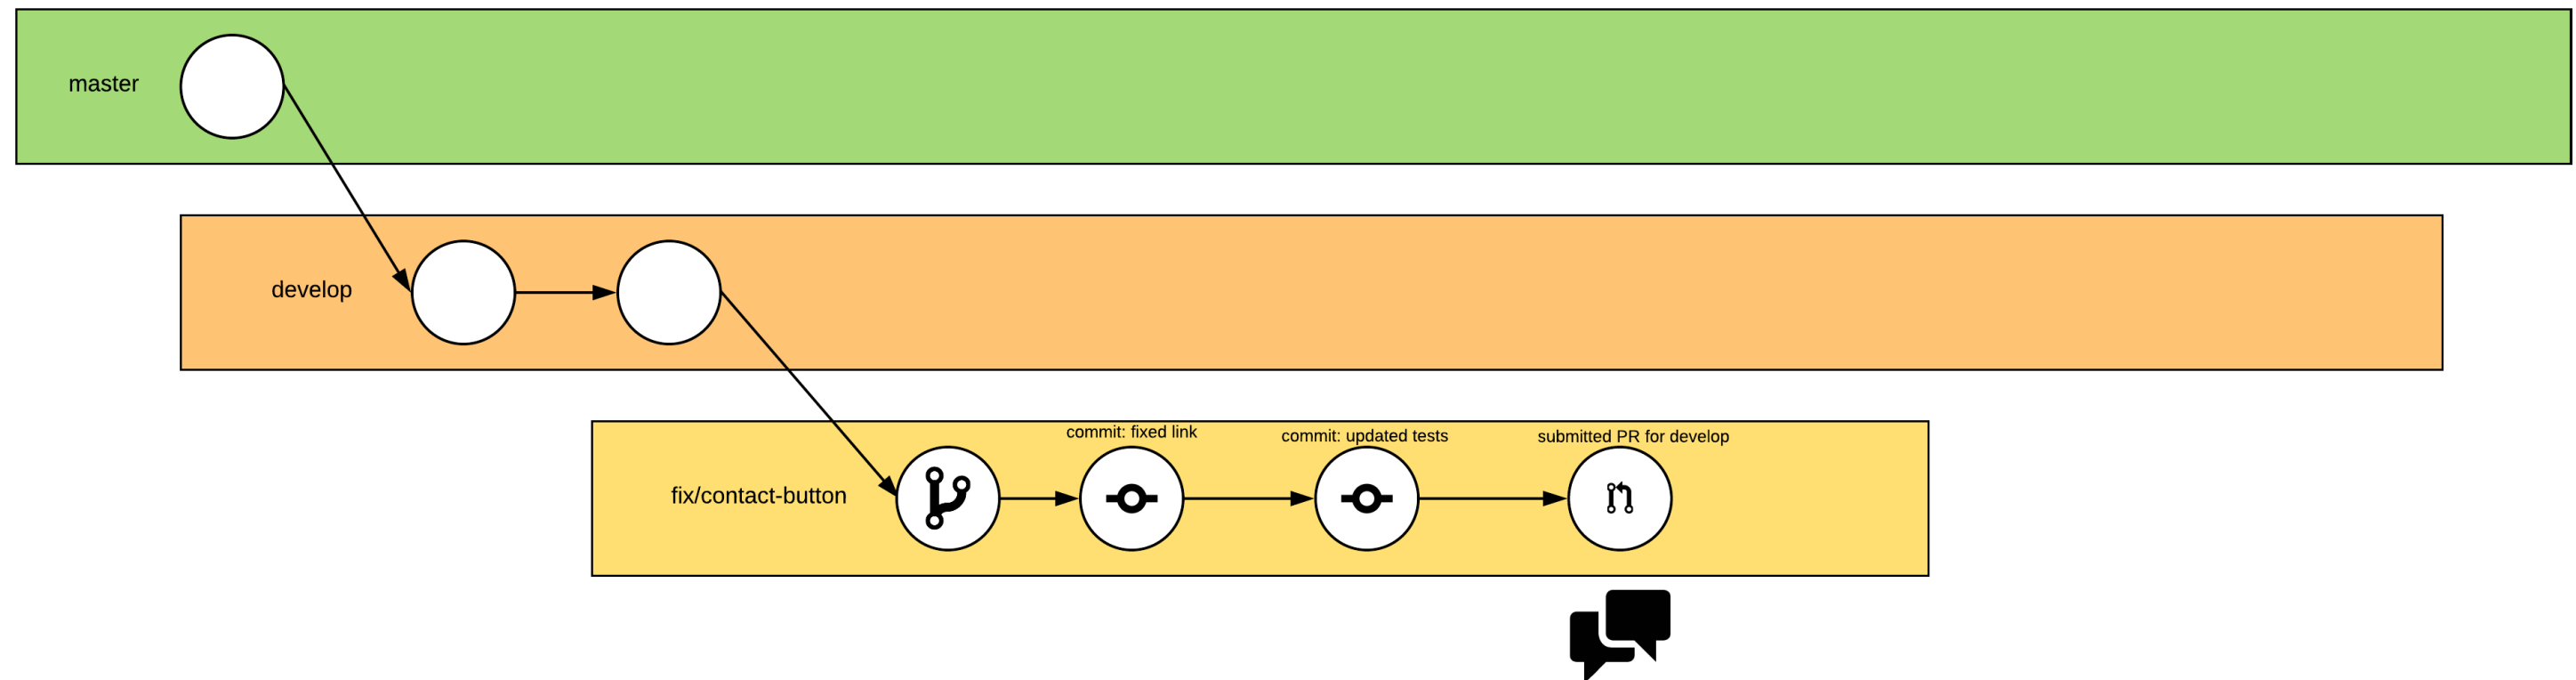 master
develop
commit: fixed link
commit: updated tests
submitted PR for develop
fix/contact-button